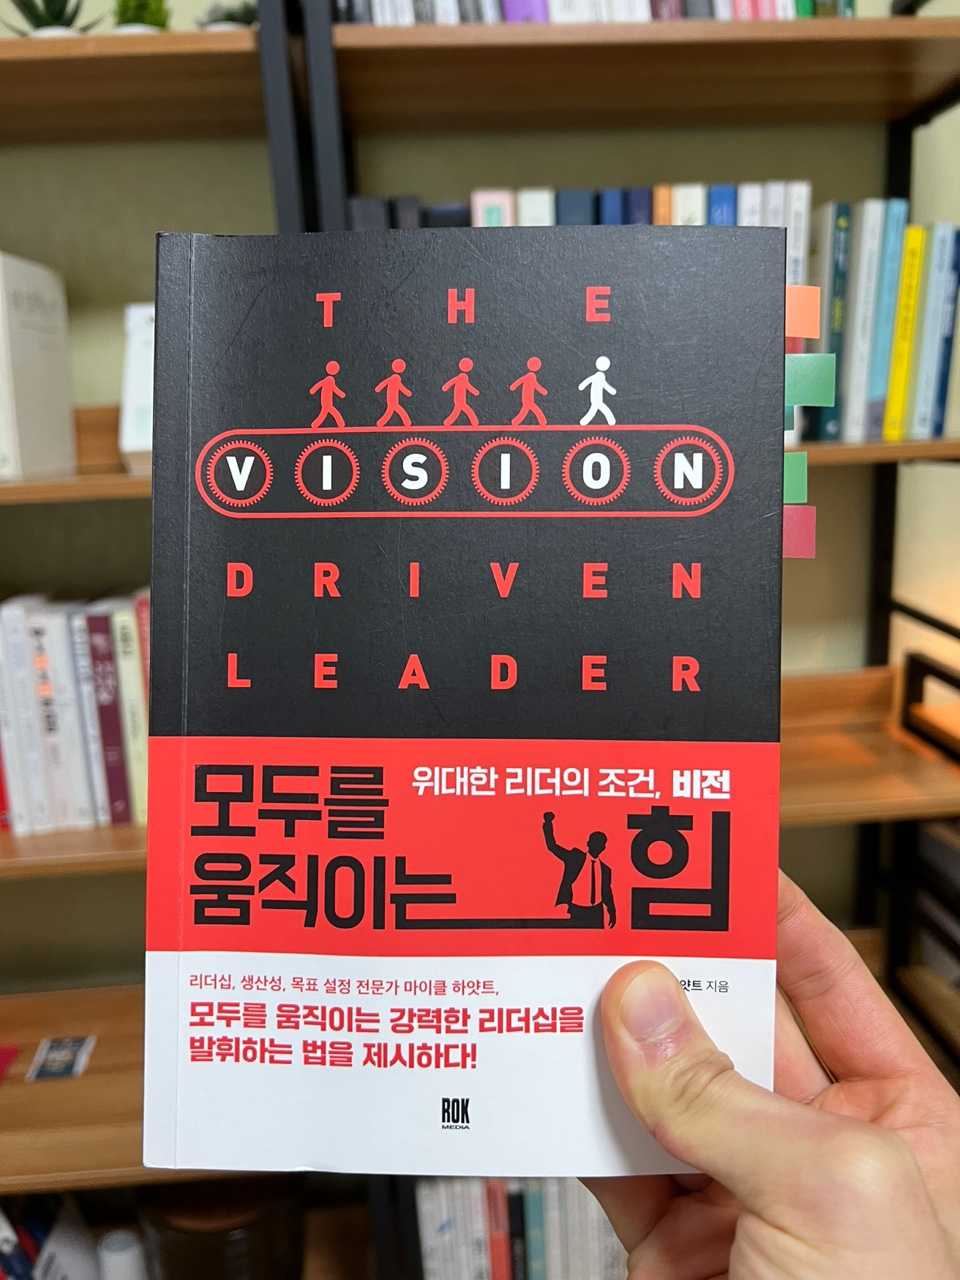 THE
VISION
DRIVEN
LEADER
위대한 리더의 조건, 비전
모두를
움직이는 힘
얏트 지음
리더십, 생산성, 목표 설정 전문가 마이클 하얏트,
모두를 움직이는 강력한 리더십을
발휘하는 법을 제시하다!
ROK
MEDIA